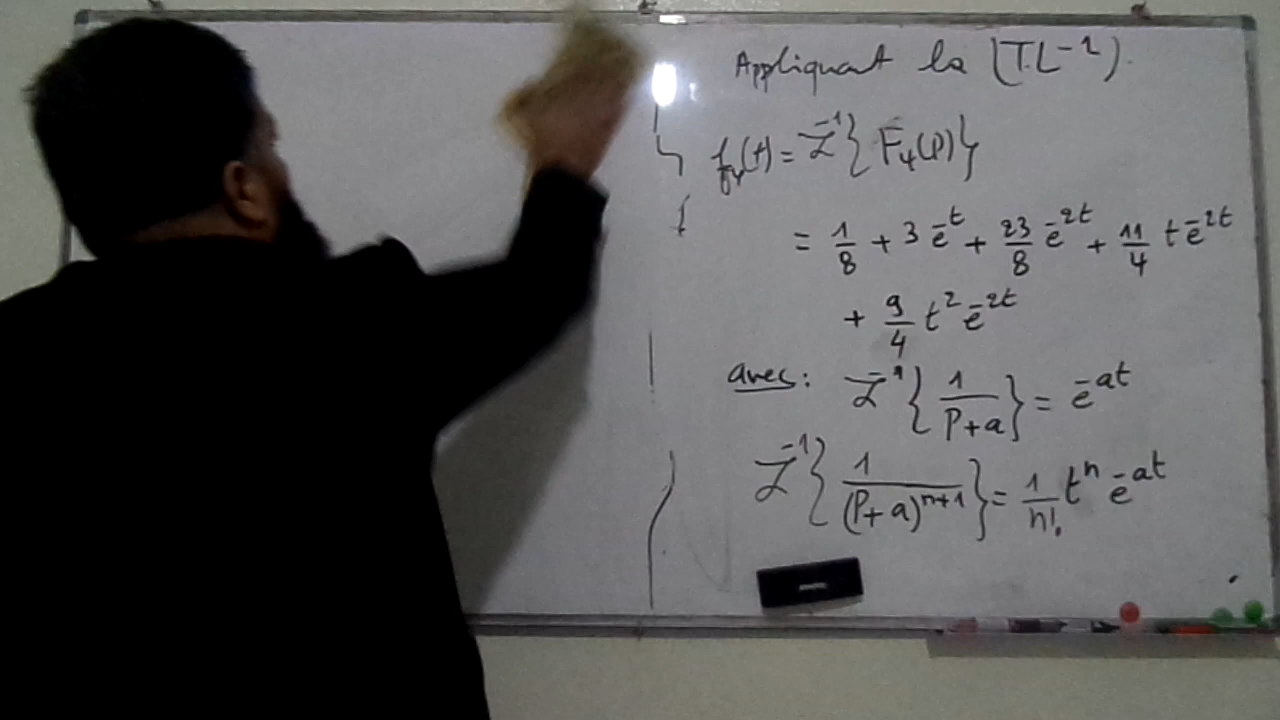 Appliquant la (T.L⁻¹).
f₄(t) = ℒ⁻¹{F₄(p)}
= 1/8 + 3 e⁻ᵗ + 23/8 e⁻²ᵗ + 11/4 t e⁻²ᵗ
+ 9/4 t² e⁻²ᵗ
avec : ℒ⁻¹{1/(P+a)} = e⁻ᵃᵗ
ℒ⁻¹{1/(P+a)ⁿ⁺¹} = 1/n! tⁿ e⁻ᵃᵗ